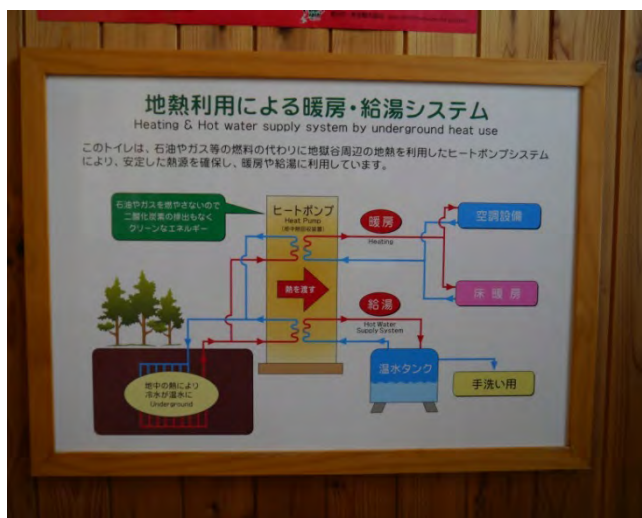 地熱利用による暖房・給湯システム
Heating & Hot water supply system by underground heat use
このトイレは、石油やガス等の燃料の代わりに地獄谷周辺の地熱を利用したヒートポンプシステム
により、安定した熱源を確保し、暖房や給湯に利用しています。
石油やガスを燃やさないので
二酸化炭素の排出もなく
クリーンなエネルギー
ヒートポンプ
Heat Pump
暖房
Heating
空調設備
床暖房
熱を渡す
給湯
Hot Water
Supply System
温水タンク
手洗い用
地中の熱により
冷水が温水に
Underground